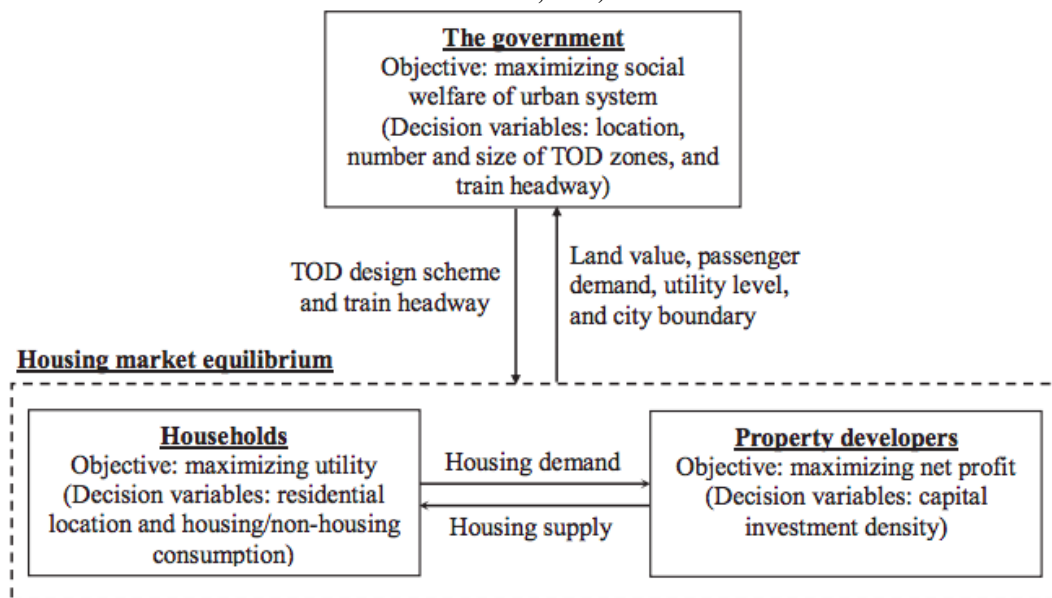 The government
Objective: maximizing social
welfare of urban system
(Decision variables: location,
number and size of TOD zones, and
train headway)
TOD design scheme
and train headway
Land value, passenger
demand, utility level,
and city boundary
Housing market equilibrium
Households
Objective: maximizing utility
(Decision variables: residential
location and housing/non-housing
consumption)
Housing demand
Housing supply
Property developers
Objective: maximizing net profit
(Decision variables: capital
investment density)